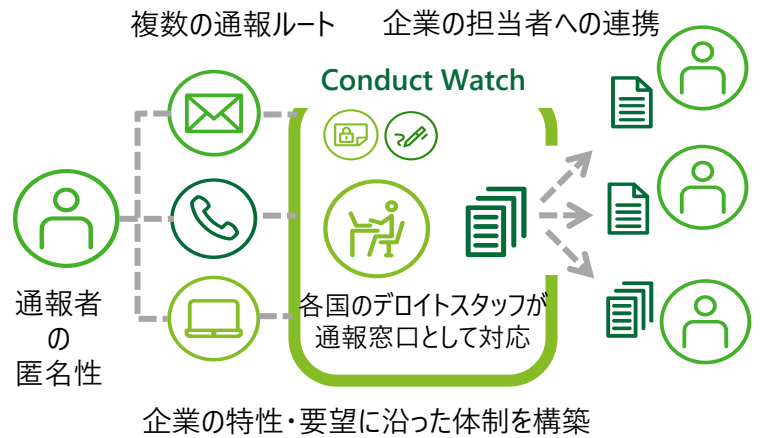 複数の通報ルート
企業の担当者への連携
Conduct Watch
通報者
の
匿名性
各国のデロイトスタッフが
通報窓口として対応
企業の特性・要望に沿った体制を構築